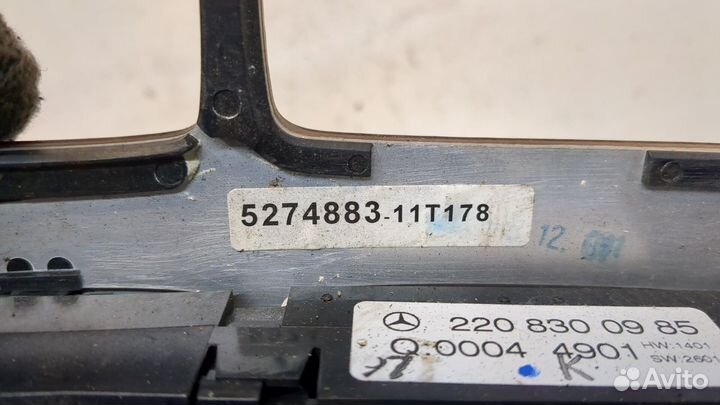 5274883-11T178
12.
220 830 09 85
Q:0004 4901 HW:1401
SW:2601
K
Avito